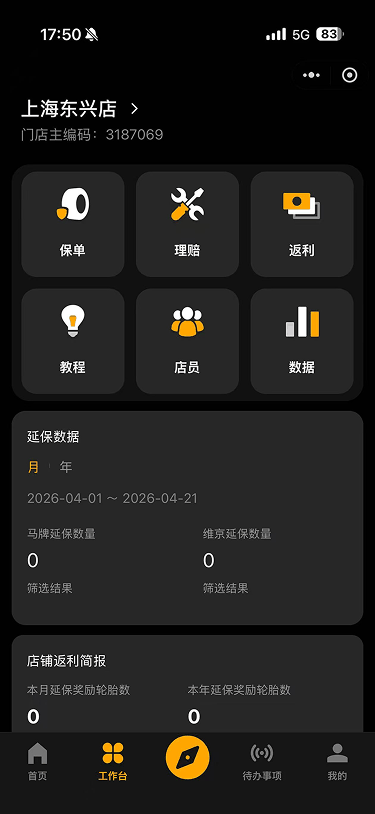 17:50 5G 83
上海东兴店
门店主编码：3187069
保单 理赔 返利
教程 店员 数据
延保数据
月 年
2026-04-01 ～ 2026-04-21
马牌延保数量 维京延保数量
0 0
筛选结果 筛选结果
店铺返利简报
本月延保奖励轮胎数 本年延保奖励轮胎数
0 0
首页 工作台 待办事项 我的